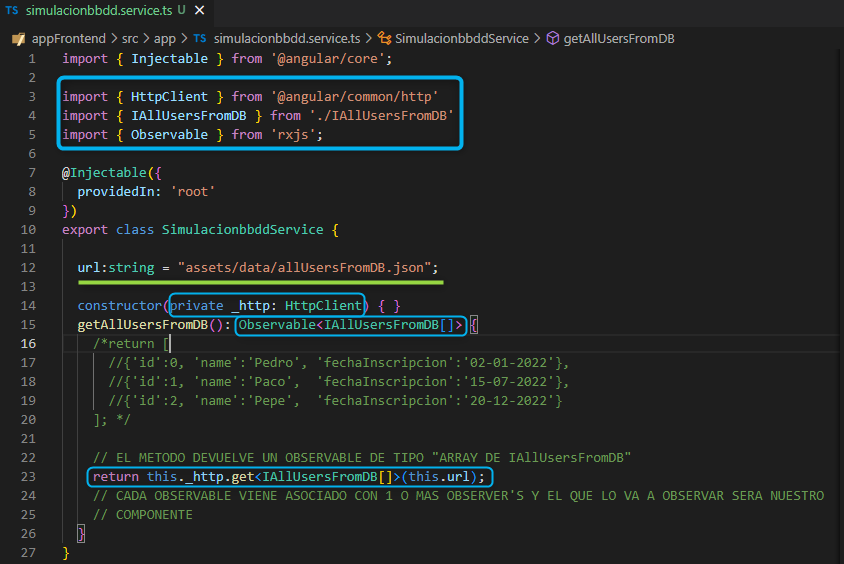 TS simulacionbbdd.service.ts U ×
appFrontend > src > app > TS simulacionbbdd.service.ts > SimulacionbbddService > getAllUsersFromDB
1 import { Injectable } from '@angular/core';
2
3 import { HttpClient } from '@angular/common/http'
4 import { IAllUsersFromDB } from './IAllUsersFromDB'
5 import { Observable } from 'rxjs';
6
7 @Injectable({
8 providedIn: 'root'
9 })
10 export class SimulacionbbddService {
11
12 url:string = "assets/data/allUsersFromDB.json";
13
14 constructor(private _http: HttpClient) { }
15 getAllUsersFromDB(): Observable<IAllUsersFromDB[]> {
16 /*return [
17 //{'id':0, 'name':'Pedro', 'fechaInscripcion':'02-01-2022'},
18 //{'id':1, 'name':'Paco', 'fechaInscripcion':'15-07-2022'},
19 //{'id':2, 'name':'Pepe', 'fechaInscripcion':'20-12-2022'}
20 ]; */
21
22 // EL METODO DEVUELVE UN OBSERVABLE DE TIPO "ARRAY DE IAllUsersFromDB"
23 return this._http.get<IAllUsersFromDB[]>(this.url);
24 // CADA OBSERVABLE VIENE ASOCIADO CON 1 O MAS OBSERVER'S Y EL QUE LO VA A OBSERVAR SERA NUESTRO
25 // COMPONENTE
26 }
27 }